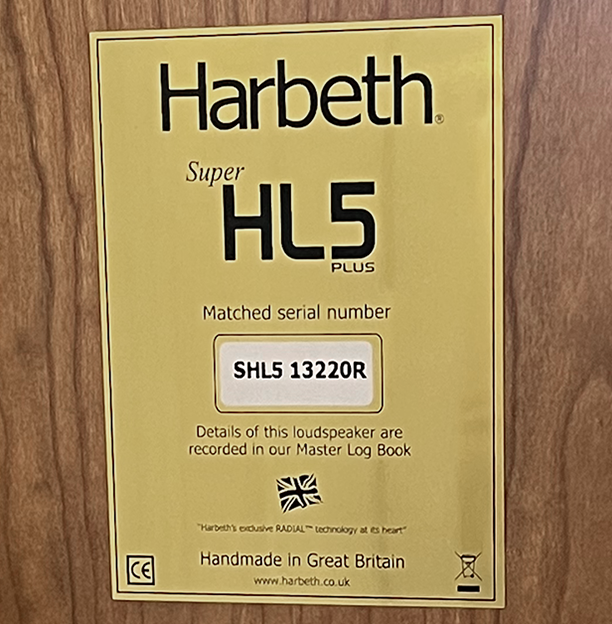 Harbeth®
Super
HL5
PLUS
Matched serial number
SHL5 13220R
Details of this loudspeaker are
recorded in our Master Log Book
"Harbeth's exclusive RADIAL™ technology at its heart"
Handmade in Great Britain
CE
www.harbeth.co.uk